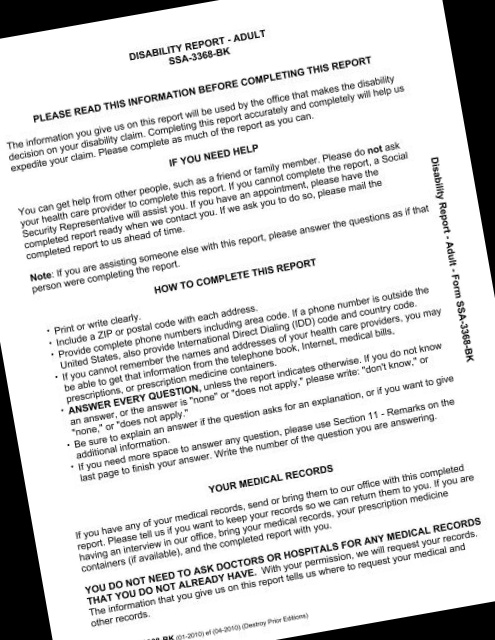 DISABILITY REPORT - ADULT
SSA-3368-BK
PLEASE READ THIS INFORMATION BEFORE COMPLETING THIS REPORT
The information you give us on this report will be used by the office that makes the disability
decision on your disability claim. Completing this report accurately and completely will help us
expedite your claim. Please complete as much of the report as you can.
IF YOU NEED HELP
You can get help from other people, such as a friend or family member. Please do not ask
your health care provider to complete this report. If you cannot complete the report, a Social
Security Representative will assist you. If you have an appointment, please have the
completed report ready when we contact you. If we ask you to do so, please mail the
completed report to us ahead of time.
Note: If you are assisting someone else with this report, please answer the questions as if that
person were completing the report.
HOW TO COMPLETE THIS REPORT
• Print or write clearly.
• Include a ZIP or postal code with each address.
• Provide complete phone numbers including area code. If a phone number is outside the
United States, also provide International Direct Dialing (IDD) code and country code.
• If you cannot remember the names and addresses of your health care providers, you may
be able to get that information from the telephone book, Internet, medical bills,
prescriptions, or prescription medicine containers.
• ANSWER EVERY QUESTION, unless the report indicates otherwise. If you do not know
an answer, or the answer is "none" or "does not apply," please write: "don't know," or
"none," or "does not apply."
• Be sure to explain an answer if the question asks for an explanation, or if you want to give
additional information.
• If you need more space to answer any question, please use Section 11 - Remarks on the
last page to finish your answer. Write the number of the question you are answering.
YOUR MEDICAL RECORDS
If you have any of your medical records, send or bring them to our office with this completed
report. Please tell us if you want to keep your records so we can return them to you. If you are
having an interview in our office, bring your medical records, your prescription medicine
containers (if available), and the completed report with you.
YOU DO NOT NEED TO ASK DOCTORS OR HOSPITALS FOR ANY MEDICAL RECORDS
THAT YOU DO NOT ALREADY HAVE. With your permission, we will request your records.
The information that you give us on this report tells us where to request your medical and
other records.
-BK (01-2010) ef (04-2010) (Destroy Prior Editions)
Disability Report - Adult - Form SSA-3368-BK